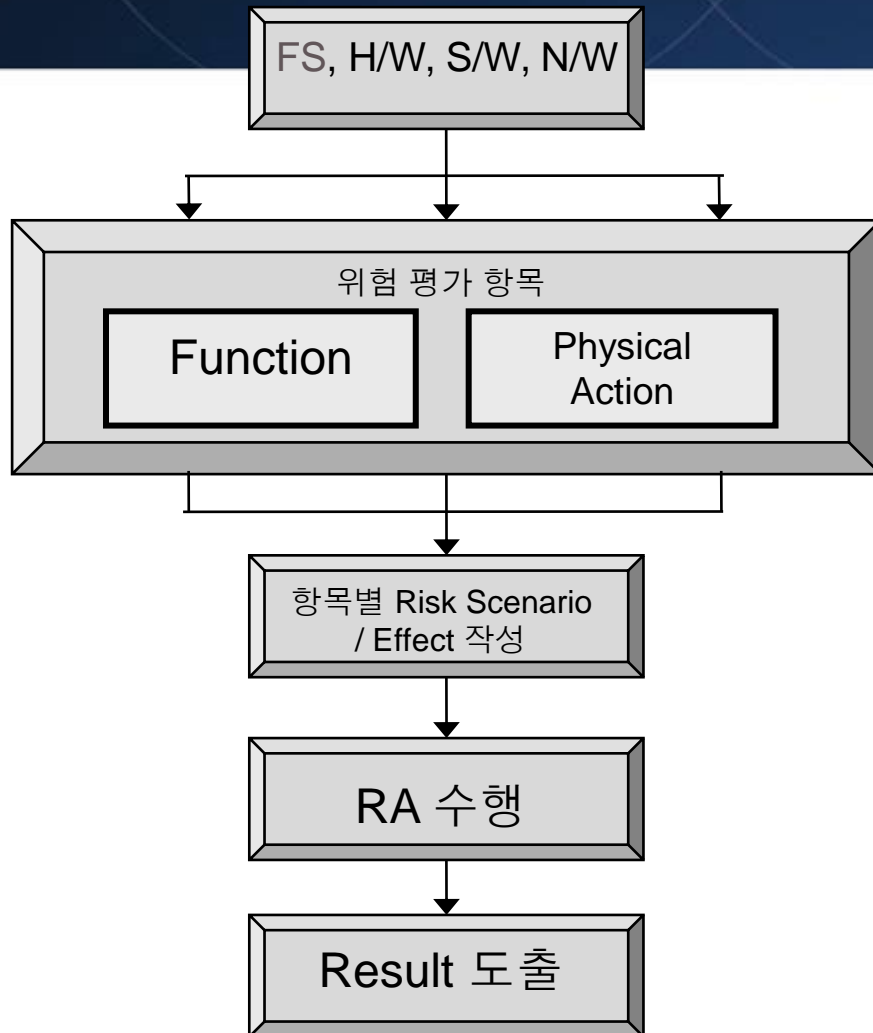 FS, H/W, S/W, N/W
위험 평가 항목
Function
Physical
Action
항목별 Risk Scenario
/ Effect 작성
RA 수행
Result 도출